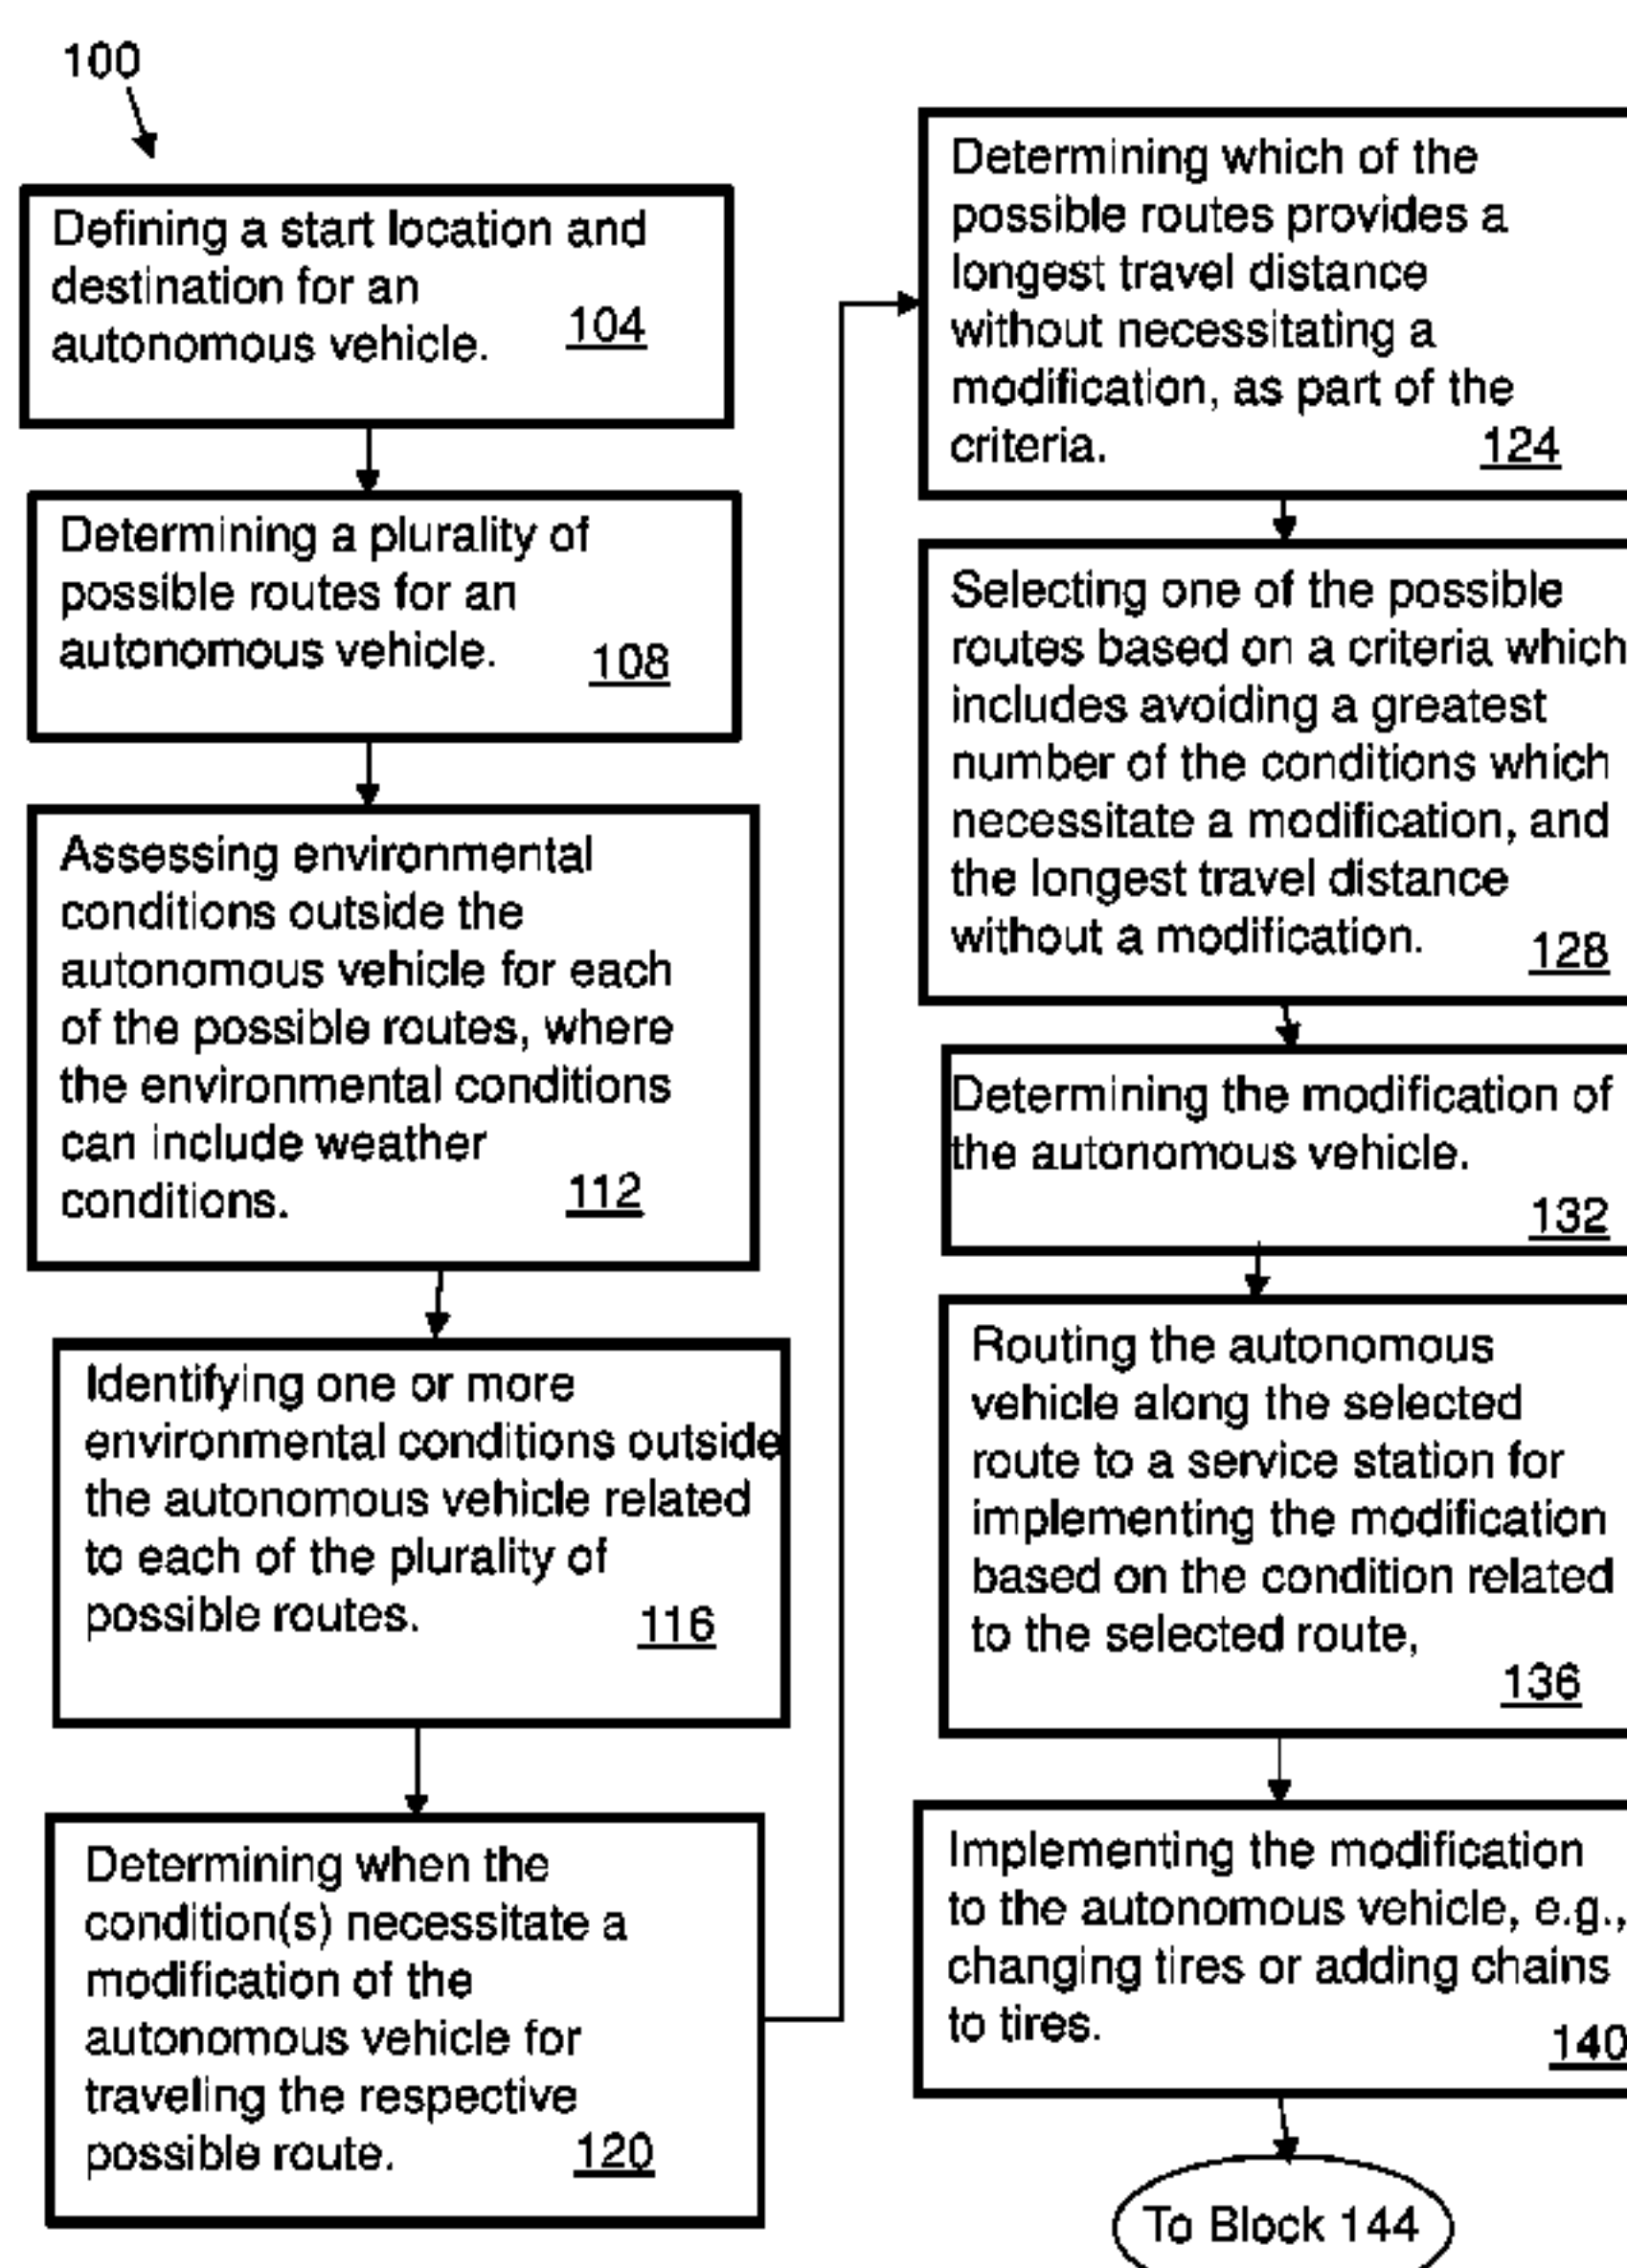 100
Defining a start location and
destination for an
autonomous vehicle.
104
Determining a plurality of
possible routes for an
autonomous vehicle.
108
Assessing environmental
conditions outside the
autonomous vehicle for each
of the possible routes, where
the environmental conditions
can include weather
conditions.
112
Identifying one or more
environmental conditions outside
the autonomous vehicle related
to each of the plurality of
possible routes.
116
Determining when the
condition(s) necessitate a
modification of the
autonomous vehicle for
traveling the respective
possible route.
120
Determining which of the
possible routes provides a
longest travel distance
without necessitating a
modification, as part of the
criteria.
124
Selecting one of the possible
routes based on a criteria which
includes avoiding a greatest
number of the conditions which
necessitate a modification, and
the longest travel distance
without a modification.
128
Determining the modification of
the autonomous vehicle.
132
Routing the autonomous
vehicle along the selected
route to a service station for
implementing the modification
based on the condition related
to the selected route,
136
Implementing the modification
to the autonomous vehicle, e.g.,
changing tires or adding chains
to tires.
140
To Block 144